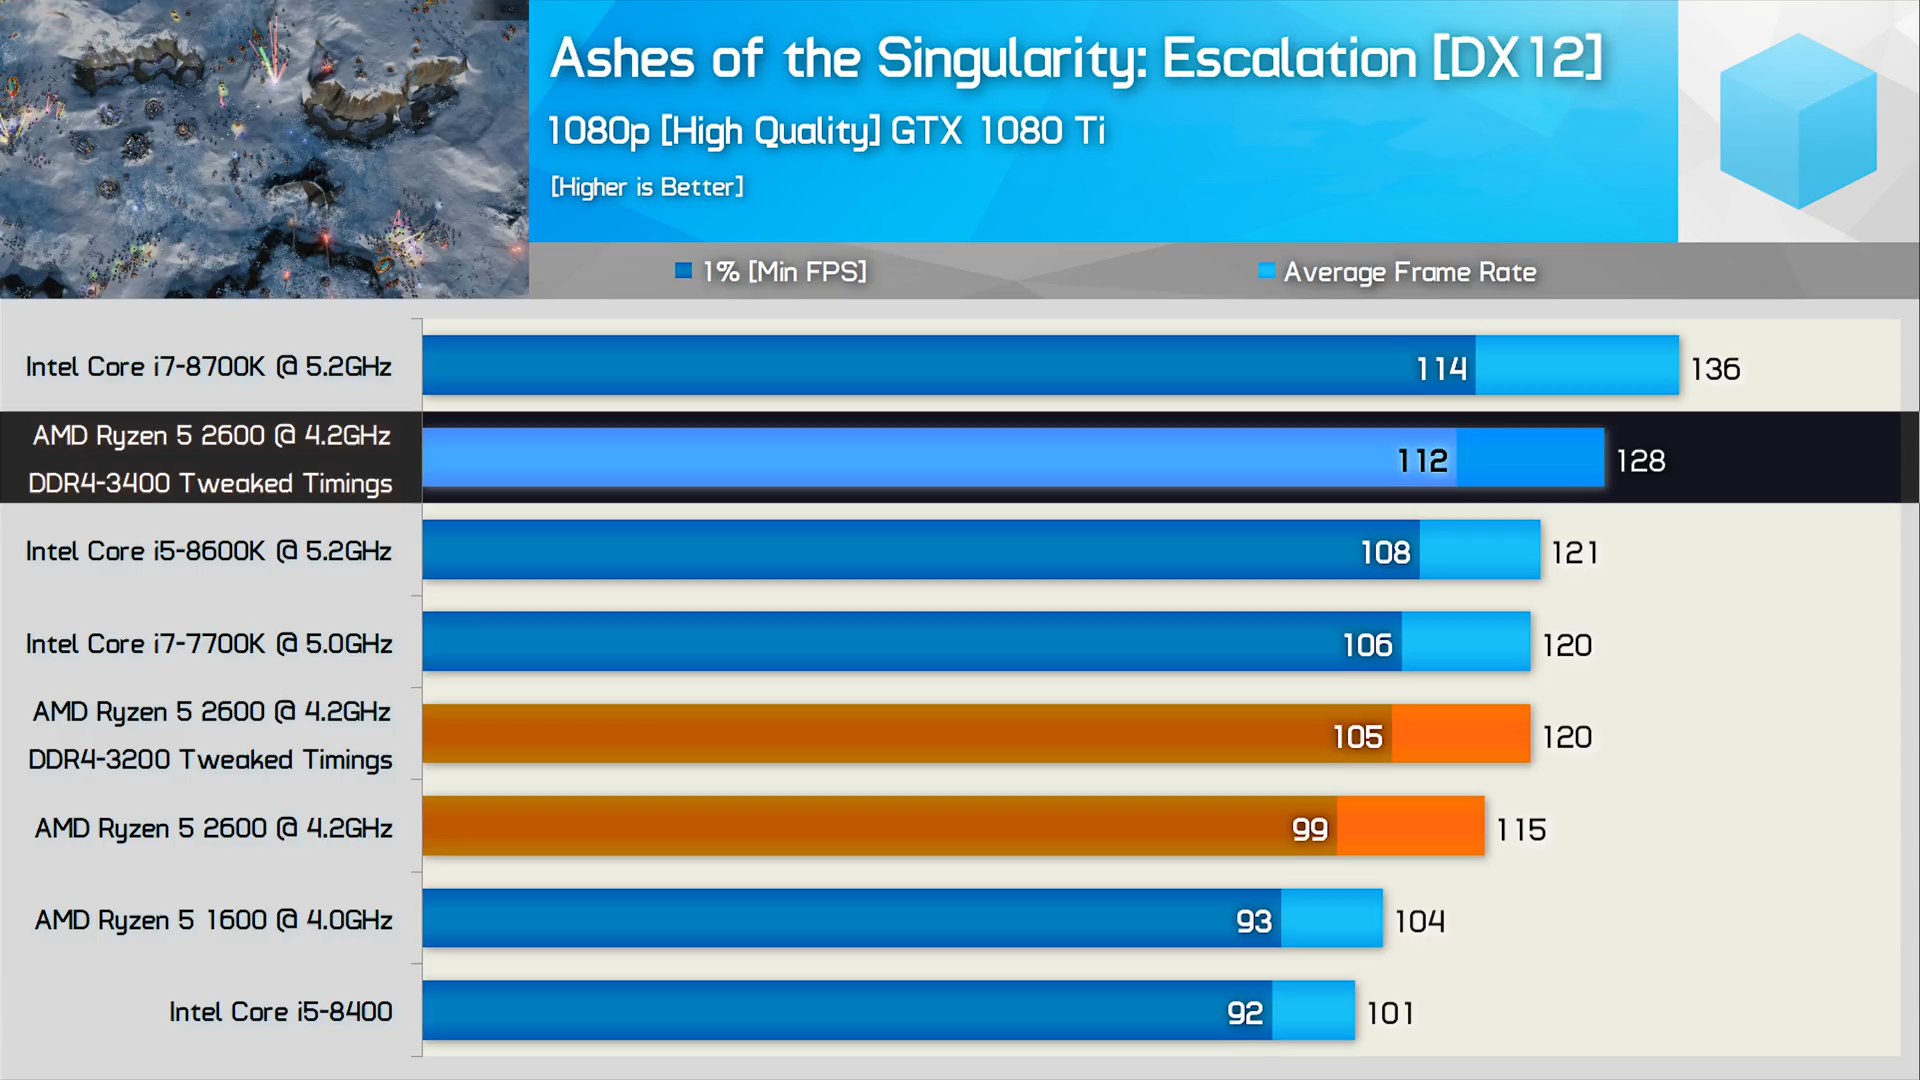 Ashes of the Singularity: Escalation [DX12]
1080p [High Quality] GTX 1080 Ti
[Higher is Better]
1% [Min FPS]
Average Frame Rate
Intel Core i7-8700K @ 5.2GHz
114
136
AMD Ryzen 5 2600 @ 4.2GHz
DDR4-3400 Tweaked Timings
112
128
Intel Core i5-8600K @ 5.2GHz
108
121
Intel Core i7-7700K @ 5.0GHz
106
120
AMD Ryzen 5 2600 @ 4.2GHz
DDR4-3200 Tweaked Timings
105
120
AMD Ryzen 5 2600 @ 4.2GHz
99
115
AMD Ryzen 5 1600 @ 4.0GHz
93
104
Intel Core i5-8400
92
101